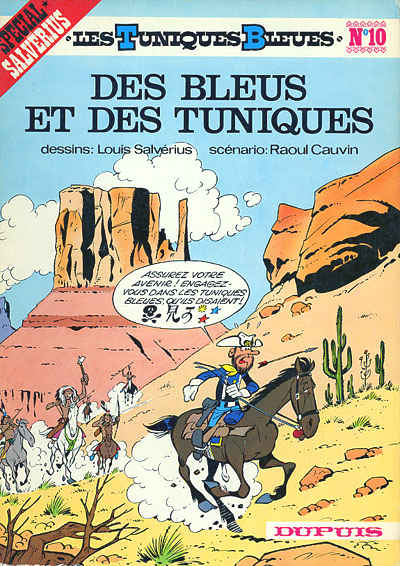 SPECIAL
SALVERIUS
LES TUNIQUES BLEUES
N°10
DES BLEUS
ET DES TUNIQUES
dessins: Louis Salvérius scénario: Raoul Cauvin
ASSUREZ VOTRE
AVENIR! ENGAGEZ-
VOUS DANS LES TUNIQUES
BLEUES, QU'ILS DISAIENT!
DUPUIS